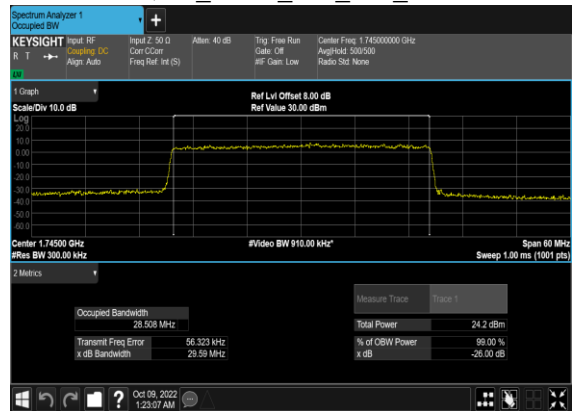 Spectrum Analyzer 1
Occupied BW
KEYSIGHT
R T
LW
Input: RF
Coupling: DC
Align: Auto
Input Z: 50 Ω
Corr CCorr
Freq Ref: Int (S)
Atten: 40 dB
Trig: Free Run
Gate: Off
#IF Gain: Low
Center Freq: 1.745000000 GHz
Avg|Hold: 500/500
Radio Std: None
1 Graph
Scale/Div 10.0 dB
Ref Lvl Offset 8.00 dB
Ref Value 30.00 dBm
Log
20.0
10.0
0.00
-10.0
-20.0
-30.0
-40.0
-50.0
-60.0
Center 1.74500 GHz
#Res BW 300.00 kHz
#Video BW 910.00 kHz*
Span 60 MHz
Sweep 1.00 ms (1001 pts)
2 Metrics
Measure Trace
Trace 1
Occupied Bandwidth
28.508 MHz
Total Power
24.2 dBm
Transmit Freq Error
56.323 kHz
% of OBW Power
99.00 %
x dB Bandwidth
29.59 MHz
x dB
-26.00 dB
?
Oct 09, 2022
1:23:07 AM